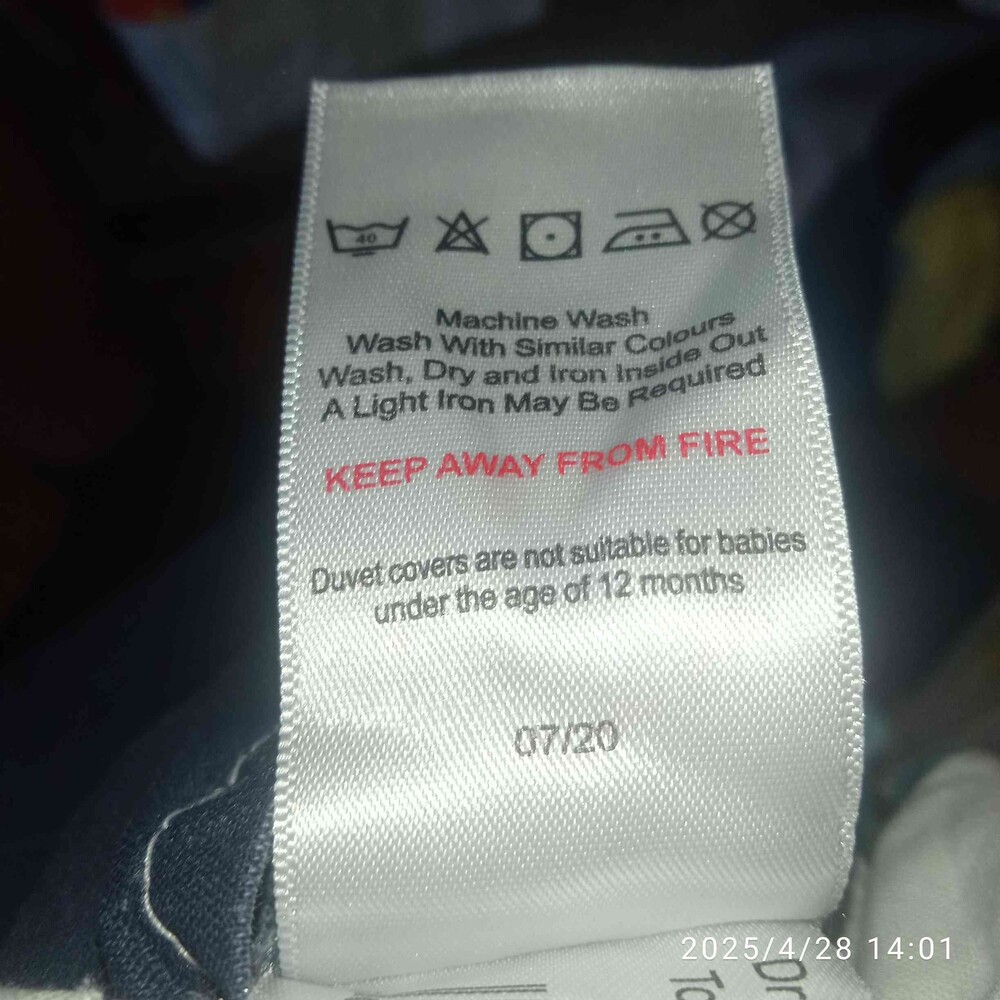 40
Machine Wash
Wash With Similar Colours
Wash, Dry and Iron Inside Out
A Light Iron May Be Required
KEEP AWAY FROM FIRE
Duvet covers are not suitable for babies
under the age of 12 months
07/20
2025/4/28 14:01